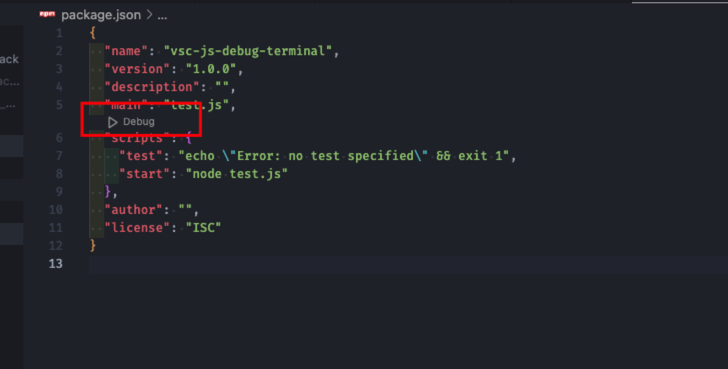 npm package.json > ...
ack
ac...
_...
1 {
2 "name": "vsc-js-debug-terminal",
3 "version": "1.0.0",
4 "description": "",
5 "main": "test.js",
Debug
6 "scripts": {
7 "test": "echo \"Error: no test specified\" && exit 1",
8 "start": "node test.js"
9 },
10 "author": "",
11 "license": "ISC"
12 }
13